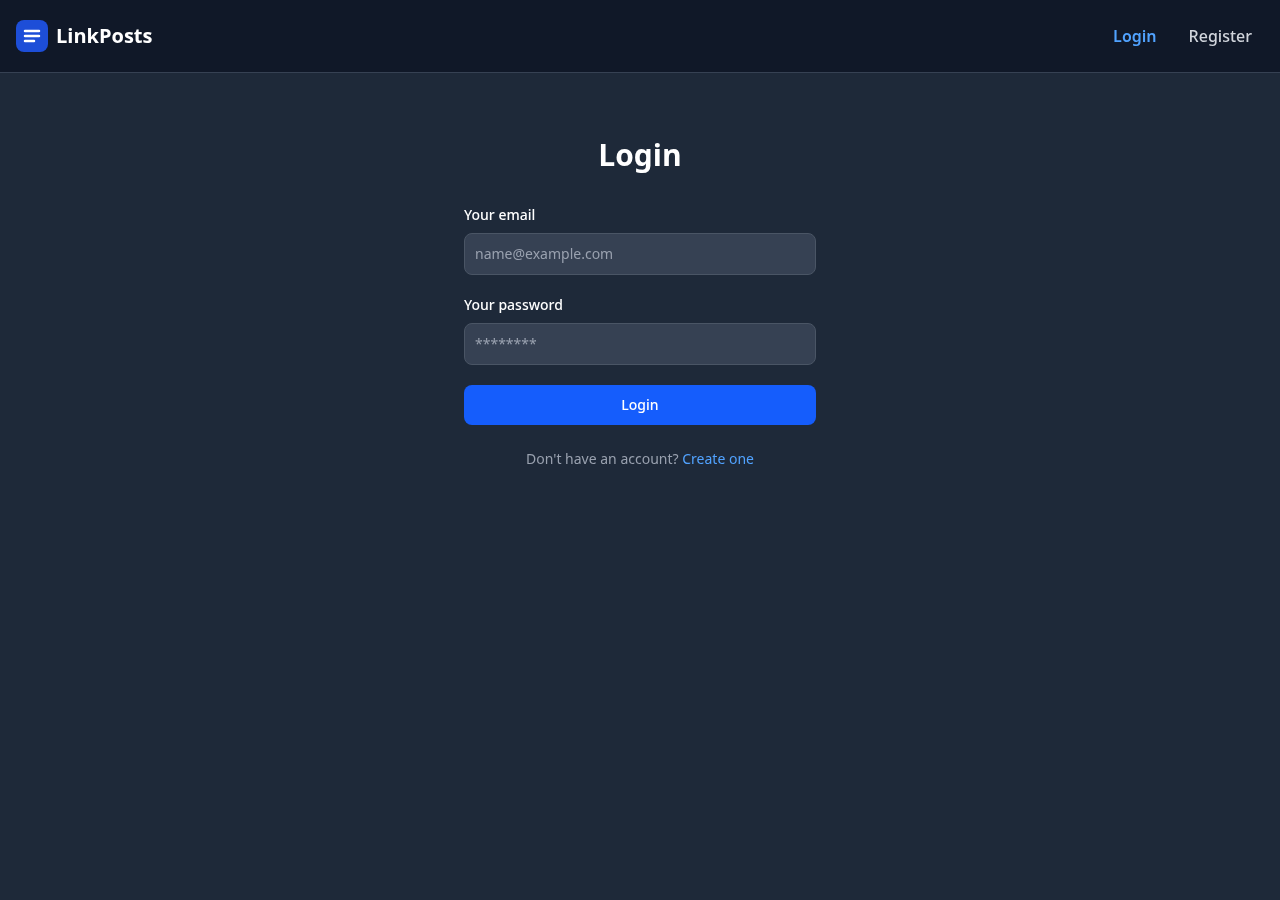 LinkPosts
Login
Register
Login
Your email
name@example.com
Your password
********
Login
Don't have an account? Create one